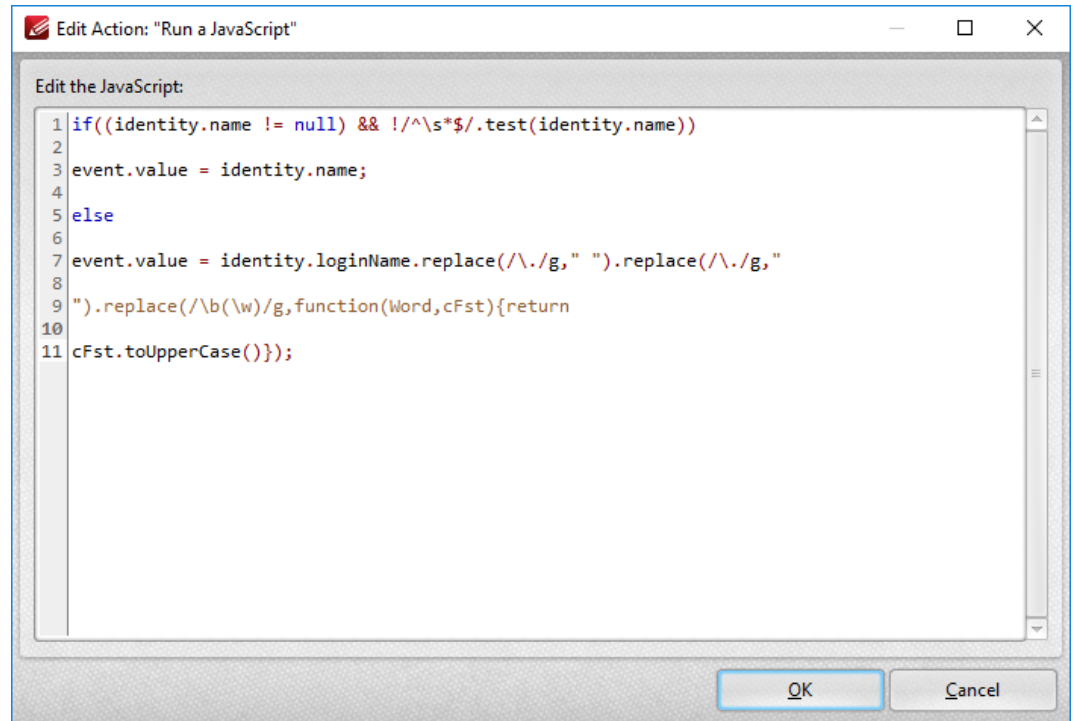 Edit Action: "Run a JavaScript"
Edit the JavaScript:
1 if((identity.name != null) && !/^\s*$/.test(identity.name))
2
3 event.value = identity.name;
4
5 else
6
7 event.value = identity.loginName.replace(/\./g," ").replace(/\./g,"
8
9 ").replace(/\b(\w)/g,function(Word,cFst){return
10
11 cFst.toUpperCase()});
OK Cancel